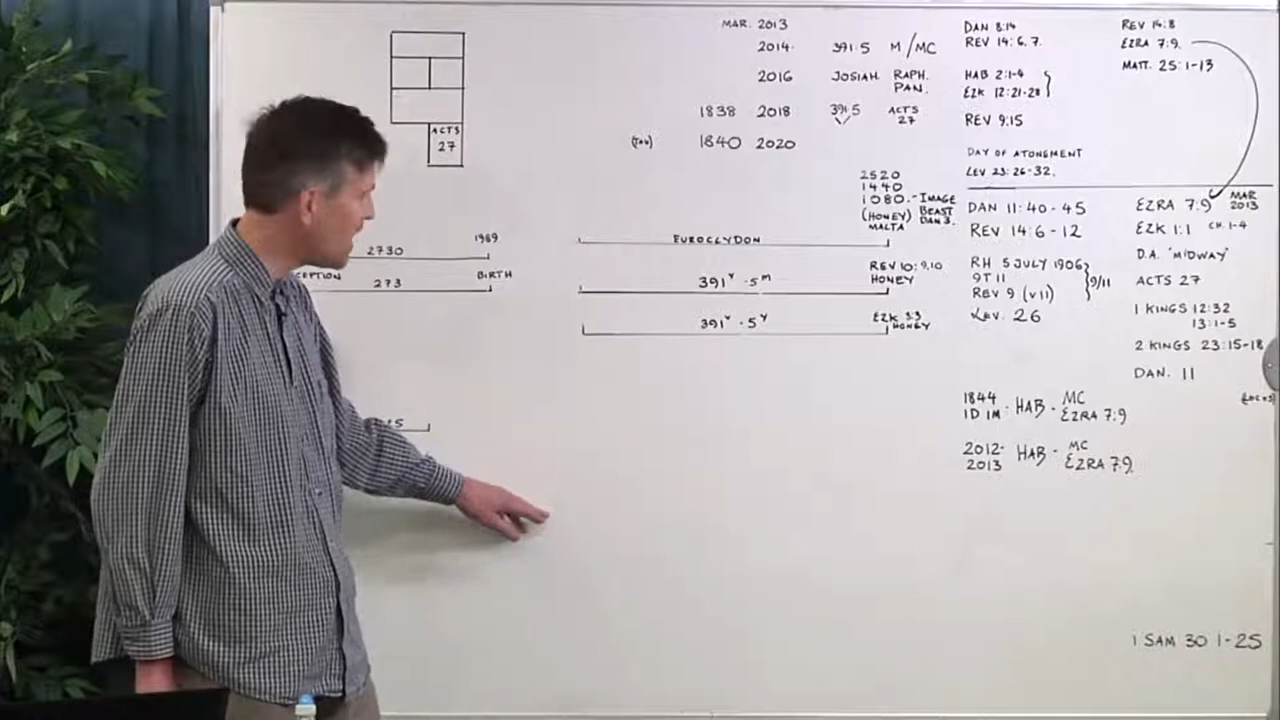 ACTS
27
MAR. 2013
2014. 391.5 M/MC
2016 JOSIAH RAPH.
PAN.
1838 2018 391.5 ACTS
27
1840 2020
DAN 8:14
REV 14:6,7.
HAB 2:1-4
EZK 12:21-28
REV 9:15
DAY OF ATONEMENT
LEV 23:26-32.
REV 14:8
EZRA 7:9.
MATT. 25:1-13
2520
1440
1080.-IMAGE
(HONEY) BEAST
MALTA DAN 3.
2730 1989
EUROCLYDON
CEPTION 273 BIRTH
391Y.5M
REV 10:9,10
HONEY
391Y.5Y
EZK 3:3
HONEY
DAN 11:40-45
REV 14:6-12
RH 5 JULY 1906
9T 11 9/11
REV 9 (V11)
LEV. 26
EZRA 7:9 MAR
2013
EZK 1:1 CH. 1-4
D.A. "MIDWAY"
ACTS 27
1 KINGS 12:32
13:1-5
2 KINGS 23:15-18
DAN. 11
1844 HAB - MC
1D 1M EZRA 7:9
2012- HAB - MC
2013 EZRA 7:9
1 SAM 30 1-25